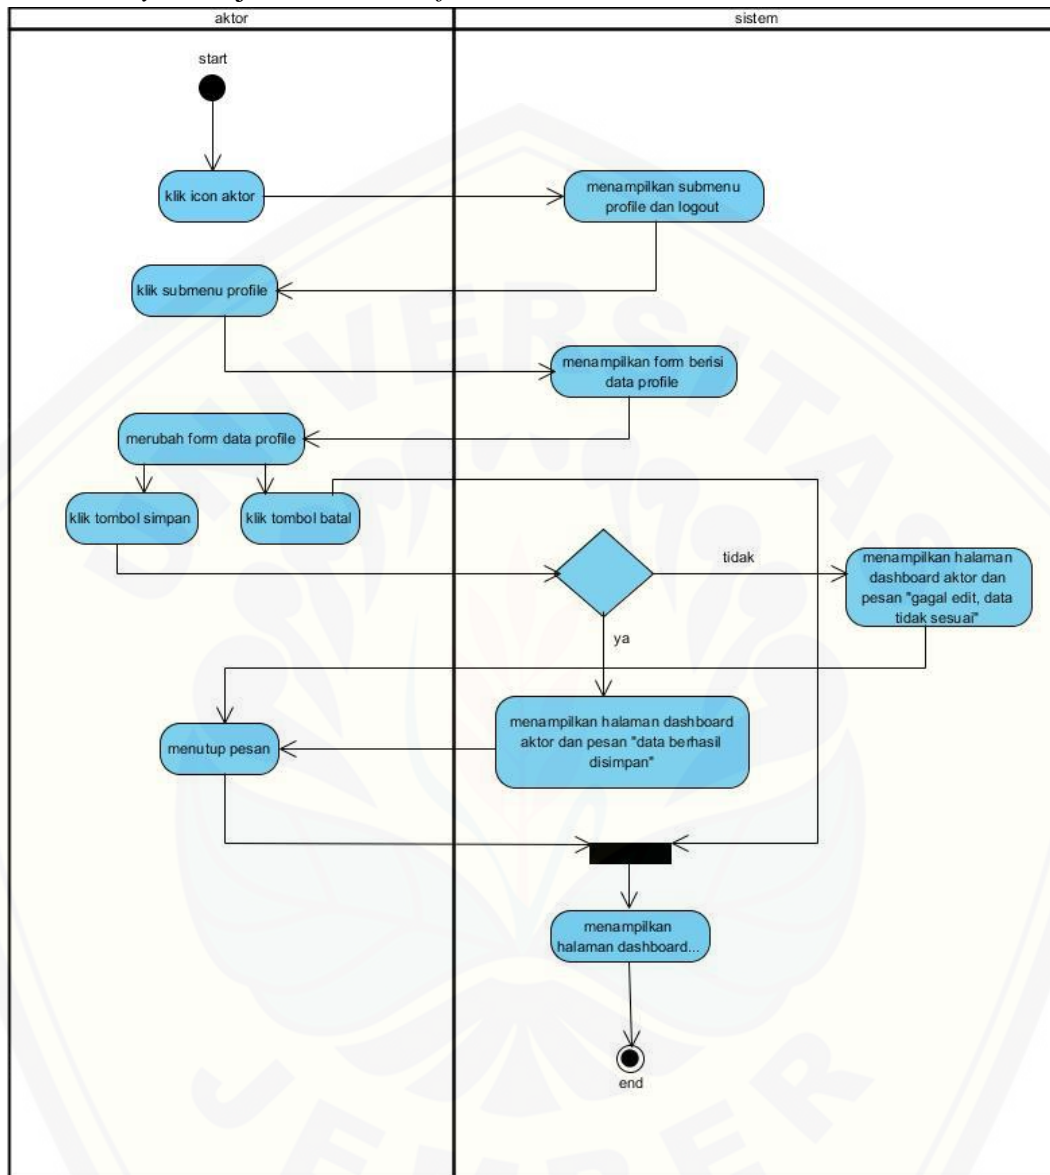 aktor
sistem
start
klik icon aktor
menampilkan submenu
profile dan logout
klik submenu profile
menampilkan form berisi
data profile
merubah form data profile
klik tombol simpan
klik tombol batal
tidak
menampilkan halaman
dashboard aktor dan
pesan "gagal edit, data
tidak sesuai"
ya
menampilkan halaman dashboard
aktor dan pesan "data berhasil
disimpan"
menutup pesan
menampilkan
halaman dashboard...
end
UNIVERSITAS
JEMBER